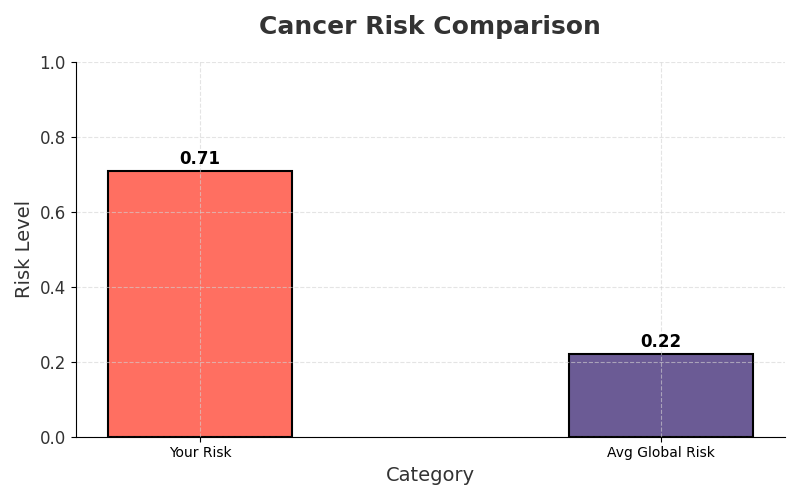 Cancer Risk Comparison
1.0
0.8
0.6
0.4
0.2
0.0
Risk Level
0.71
0.22
Your Risk
Avg Global Risk
Category